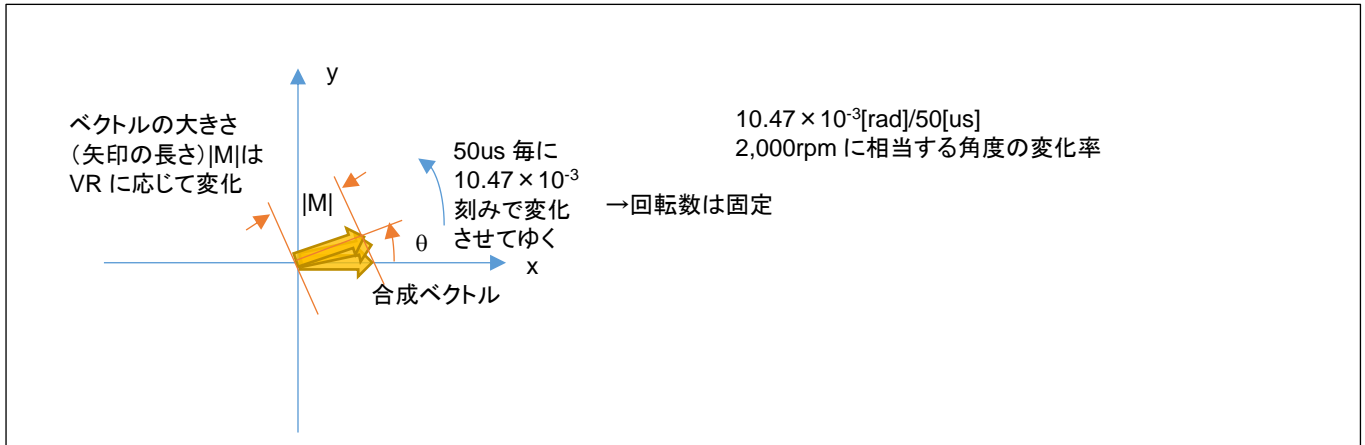 y
ベクトルの大きさ
（矢印の長さ）|M|は
VR に応じて変化
|M|
θ
50us 毎に
10.47×10⁻³
刻みで変化
させてゆく
→回転数は固定
10.47×10⁻³[rad]/50[us]
2,000rpm に相当する角度の変化率
x
合成ベクトル